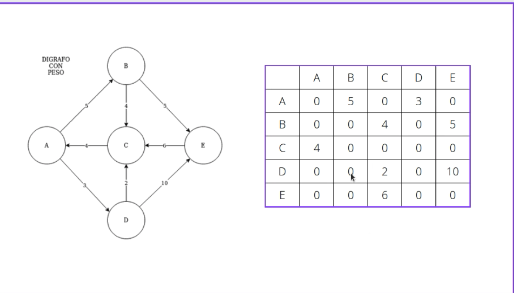 DIGRAFO
CON
PESO
B
5
4
5
A
4
C
6
E
3
2
10
D
A B C D E
A 0 5 0 3 0
B 0 0 4 0 5
C 4 0 0 0 0
D 0 0 2 0 10
E 0 0 6 0 0